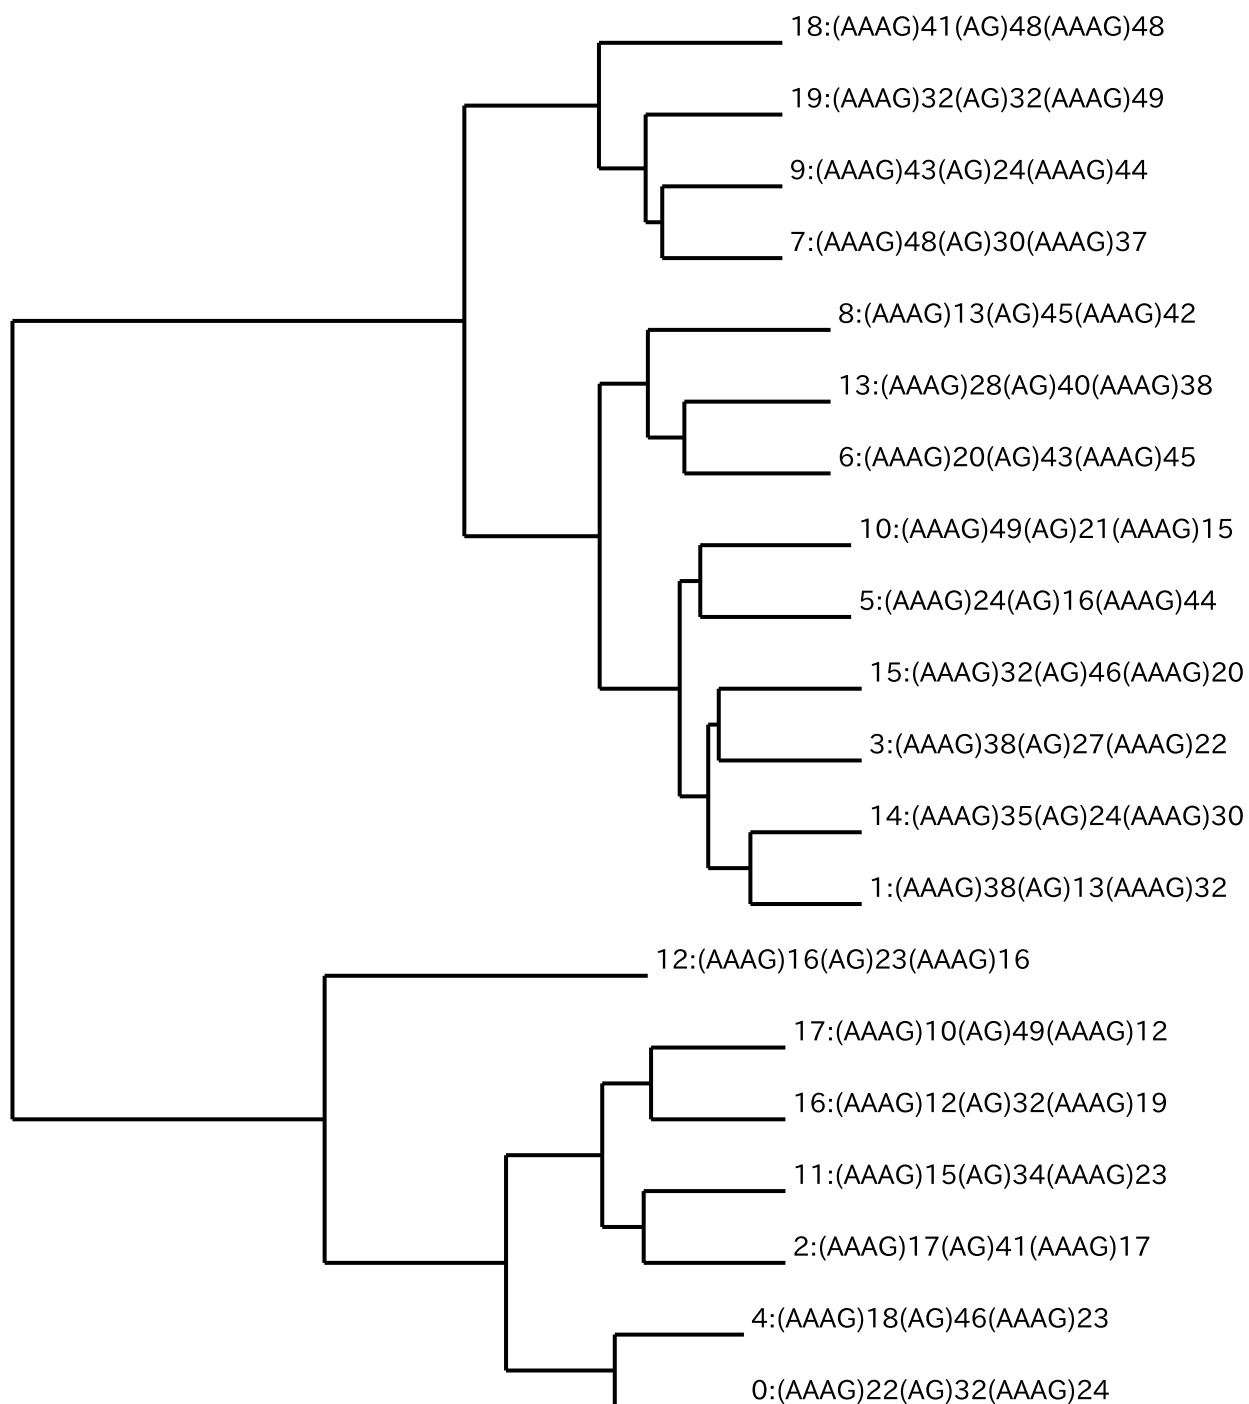 18:(AAAG)41(AG)48(AAAG)48
19:(AAAG)32(AG)32(AAAG)49
9:(AAAG)43(AG)24(AAAG)44
7:(AAAG)48(AG)30(AAAG)37
8:(AAAG)13(AG)45(AAAG)42
13:(AAAG)28(AG)40(AAAG)38
6:(AAAG)20(AG)43(AAAG)45
10:(AAAG)49(AG)21(AAAG)15
5:(AAAG)24(AG)16(AAAG)44
15:(AAAG)32(AG)46(AAAG)20
3:(AAAG)38(AG)27(AAAG)22
14:(AAAG)35(AG)24(AAAG)30
1:(AAAG)38(AG)13(AAAG)32
12:(AAAG)16(AG)23(AAAG)16
17:(AAAG)10(AG)49(AAAG)12
16:(AAAG)12(AG)32(AAAG)19
11:(AAAG)15(AG)34(AAAG)23
2:(AAAG)17(AG)41(AAAG)17
4:(AAAG)18(AG)46(AAAG)23
0:(AAAG)22(AG)32(AAAG)24